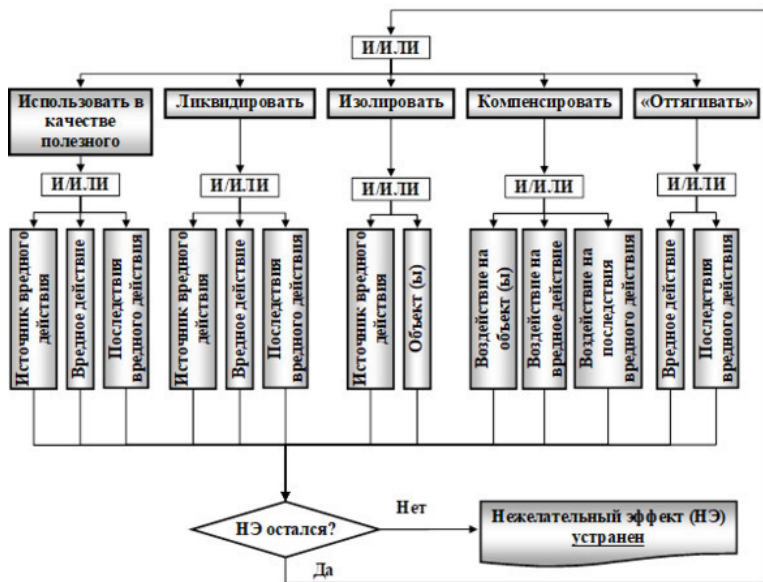 И/ИЛИ
Использовать в
качестве
полезного
Ликвидировать
Изолировать
Компенсировать
«Оттягивать»
И/ИЛИ
И/ИЛИ
И/ИЛИ
И/ИЛИ
И/ИЛИ
Источник вредного
действия
Вредное действие
Последствия
вредного действия
Источник вредного
действия
Вредное действие
Последствия
вредного действия
Источник вредного
действия
Объект (ы)
Воздействие на
объект (ы)
Воздействие на
вредное действие
Воздействие на
последствия
вредного действия
Вредное действие
Последствия
вредного действия
НЭ остался?
Нет
Нежелательный эффект (НЭ)
устранен
Да